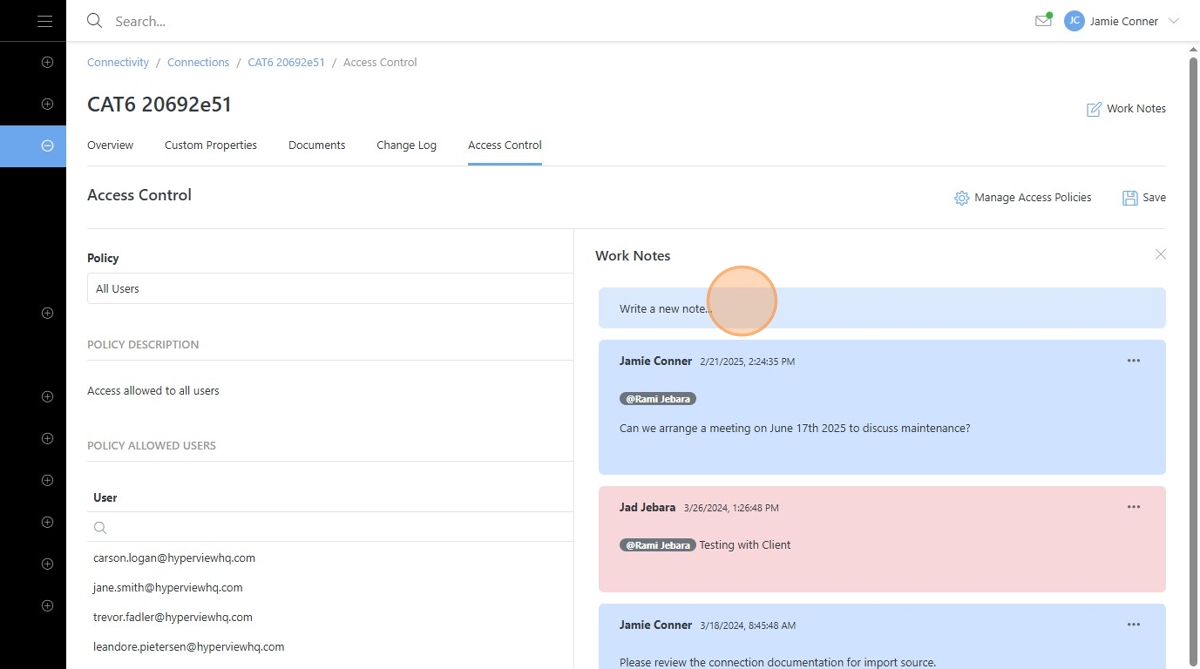 Search...
JC Jamie Conner
Connectivity / Connections / CAT6 20692e51 / Access Control
CAT6 20692e51
Work Notes
Overview Custom Properties Documents Change Log Access Control
Access Control
Manage Access Policies Save
Policy
All Users
POLICY DESCRIPTION
Access allowed to all users
POLICY ALLOWED USERS
User
carson.logan@hyperviewhq.com
jane.smith@hyperviewhq.com
trevor.fadler@hyperviewhq.com
leandore.pietersen@hyperviewhq.com
Work Notes
Write a new note...
Jamie Conner 2/21/2025, 2:24:35 PM
@Rami Jebara
Can we arrange a meeting on June 17th 2025 to discuss maintenance?
Jad Jebara 3/26/2024, 1:26:48 PM
@Rami Jebara Testing with Client
Jamie Conner 3/18/2024, 8:45:48 AM
Please review the connection documentation for import source.